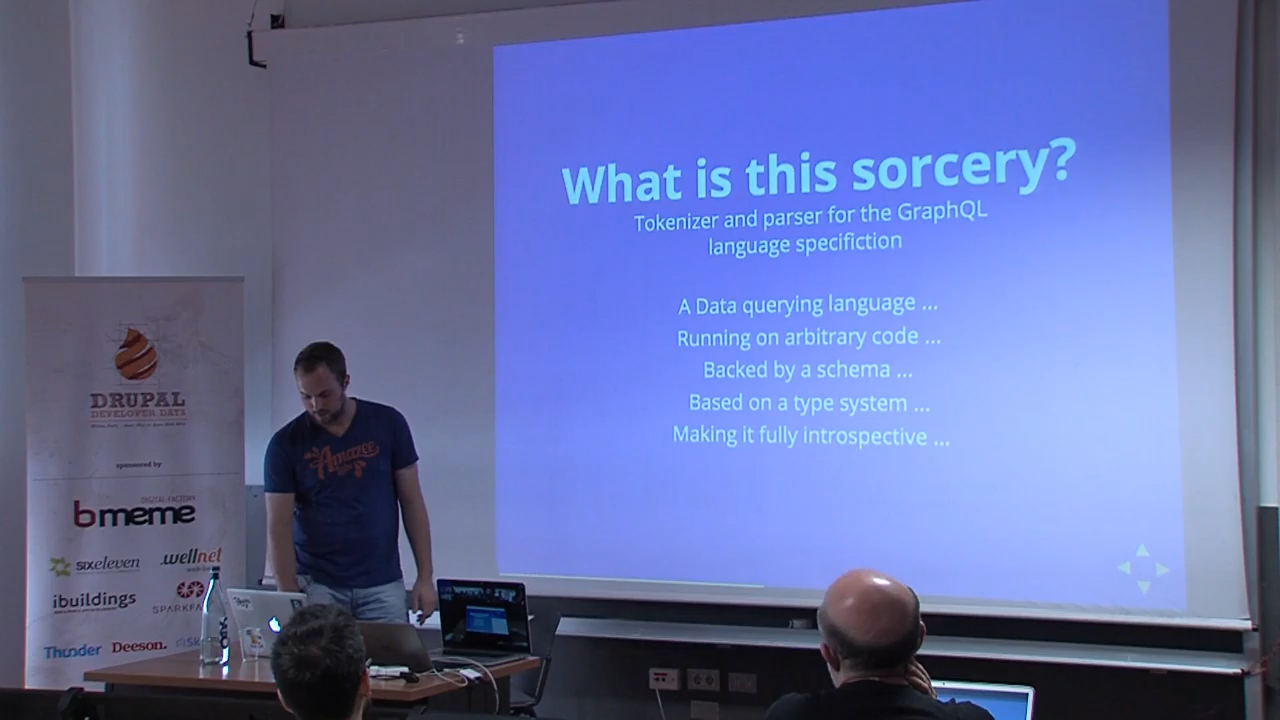 What is this sorcery?
Tokenizer and parser for the GraphQL
language specifiction
A Data querying language ...
Running on arbitrary code ...
Backed by a schema ...
Based on a type system ...
Making it fully introspective ...
DRUPAL
DEVELOPER DAYS
sponsored by
DIGITAL FACTORY
bmeme
sixeleven
wellnet
ibuildings
SPARKFA
Thunder
Deeson.
Amazee